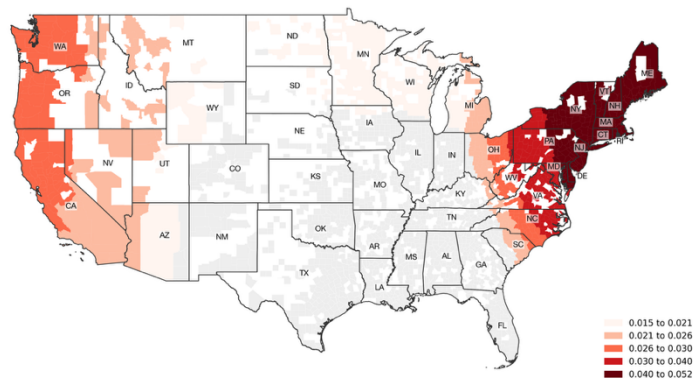 WA
MT
ND
MN
ME
OR
ID
SD
WI
VT
NH
NY
MA
WY
MI
CT
RI
IA
PA
NJ
NE
OH
NV
UT
IL
IN
MD
DE
CO
WV
VA
CA
KS
MO
KY
NC
AZ
NM
OK
TN
AR
SC
MS
AL
GA
TX
LA
FL
0.015 to 0.021
0.021 to 0.026
0.026 to 0.030
0.030 to 0.040
0.040 to 0.052